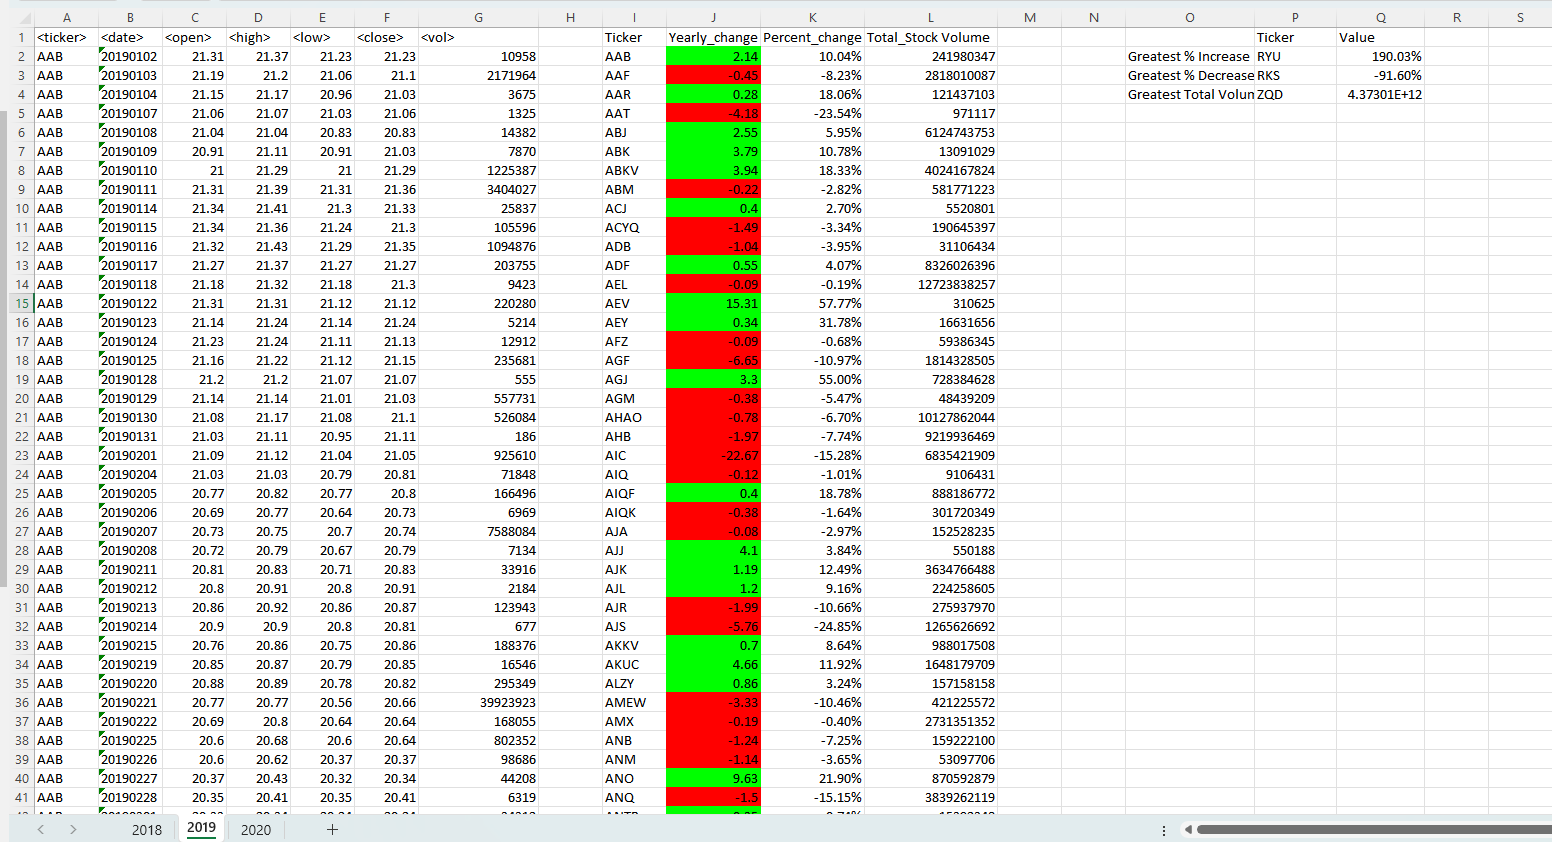 A B C D E F G H I J K L M N O P Q R S
1 <ticker> <date> <open> <high> <low> <close> <vol> Ticker Yearly_change Percent_change Total_Stock Volume Ticker Value
2 AAB 20190102 21.31 21.37 21.23 21.23 10958 AAB 2.14 10.04% 241980347 Greatest % Increase RYU 190.03%
3 AAB 20190103 21.19 21.2 21.06 21.1 2171964 AAF -0.45 -8.23% 2818010087 Greatest % Decrease RKS -91.60%
4 AAB 20190104 21.15 21.17 20.96 21.03 3675 AAR 0.28 18.06% 121437103 Greatest Total Volun ZQD 4.37301E+12
5 AAB 20190107 21.06 21.07 21.03 21.06 1325 AAT -4.18 -23.54% 971117
6 AAB 20190108 21.04 21.04 20.83 20.83 14382 ABJ 2.55 5.95% 6124743753
7 AAB 20190109 20.91 21.11 20.91 21.03 7870 ABK 3.79 10.78% 13091029
8 AAB 20190110 21 21.29 21 21.29 1225387 ABKV 3.94 18.33% 4024167824
9 AAB 20190111 21.31 21.39 21.31 21.36 3404027 ABM -0.22 -2.82% 581771223
10 AAB 20190114 21.34 21.41 21.3 21.33 25837 ACJ 0.4 2.70% 5520801
11 AAB 20190115 21.34 21.36 21.24 21.3 105596 ACYQ -1.49 -3.34% 190645397
12 AAB 20190116 21.32 21.43 21.29 21.35 1094876 ADB -1.04 -3.95% 31106434
13 AAB 20190117 21.27 21.37 21.27 21.27 203755 ADF 0.55 4.07% 8326026396
14 AAB 20190118 21.18 21.32 21.18 21.3 9423 AEL -0.09 -0.19% 12723838257
15 AAB 20190122 21.31 21.31 21.12 21.12 220280 AEV 15.31 57.77% 310625
16 AAB 20190123 21.14 21.24 21.14 21.24 5214 AEY 0.34 31.78% 16631656
17 AAB 20190124 21.23 21.24 21.11 21.13 12912 AFZ -0.09 -0.68% 59386345
18 AAB 20190125 21.16 21.22 21.12 21.15 235681 AGF -6.65 -10.97% 1814328505
19 AAB 20190128 21.2 21.2 21.07 21.07 555 AGJ 3.3 55.00% 728384628
20 AAB 20190129 21.14 21.14 21.01 21.03 557731 AGM -0.38 -5.47% 48439209
21 AAB 20190130 21.08 21.17 21.08 21.1 526084 AHAO -0.78 -6.70% 10127862044
22 AAB 20190131 21.03 21.11 20.95 21.11 186 AHB -1.97 -7.74% 9219936469
23 AAB 20190201 21.09 21.12 21.04 21.05 925610 AIC -22.67 -15.28% 6835421909
24 AAB 20190204 21.03 21.03 20.79 20.81 71848 AIQ -0.12 -1.01% 9106431
25 AAB 20190205 20.77 20.82 20.77 20.8 166496 AIQF 0.4 18.78% 888186772
26 AAB 20190206 20.69 20.77 20.64 20.73 6969 AIQK -0.38 -1.64% 301720349
27 AAB 20190207 20.73 20.75 20.7 20.74 7588084 AJA -0.08 -2.97% 152528235
28 AAB 20190208 20.72 20.79 20.67 20.79 7134 AJJ 4.1 3.84% 550188
29 AAB 20190211 20.81 20.83 20.71 20.83 33916 AJK 1.19 12.49% 3634766488
30 AAB 20190212 20.8 20.91 20.8 20.91 2184 AJL 1.2 9.16% 224258605
31 AAB 20190213 20.86 20.92 20.86 20.87 123943 AJR -1.99 -10.66% 275937970
32 AAB 20190214 20.9 20.9 20.8 20.81 677 AJS -5.76 -24.85% 1265626692
33 AAB 20190215 20.76 20.86 20.75 20.86 188376 AKKV 0.7 8.64% 988017508
34 AAB 20190219 20.85 20.87 20.79 20.85 16546 AKUC 4.66 11.92% 1648179709
35 AAB 20190220 20.88 20.89 20.78 20.82 295349 ALZY 0.86 3.24% 157158158
36 AAB 20190221 20.77 20.77 20.56 20.66 39923923 AMEW -3.33 -10.46% 421225572
37 AAB 20190222 20.69 20.8 20.64 20.64 168055 AMX -0.19 -0.40% 2731351352
38 AAB 20190225 20.6 20.68 20.6 20.64 802352 ANB -1.24 -7.25% 159222100
39 AAB 20190226 20.6 20.62 20.37 20.37 98686 ANM -1.14 -3.65% 53097706
40 AAB 20190227 20.37 20.43 20.32 20.34 44208 ANO 9.63 21.90% 870592879
41 AAB 20190228 20.35 20.41 20.35 20.41 6319 ANQ -1.5 -15.15% 3839262119
2018 2019 2020